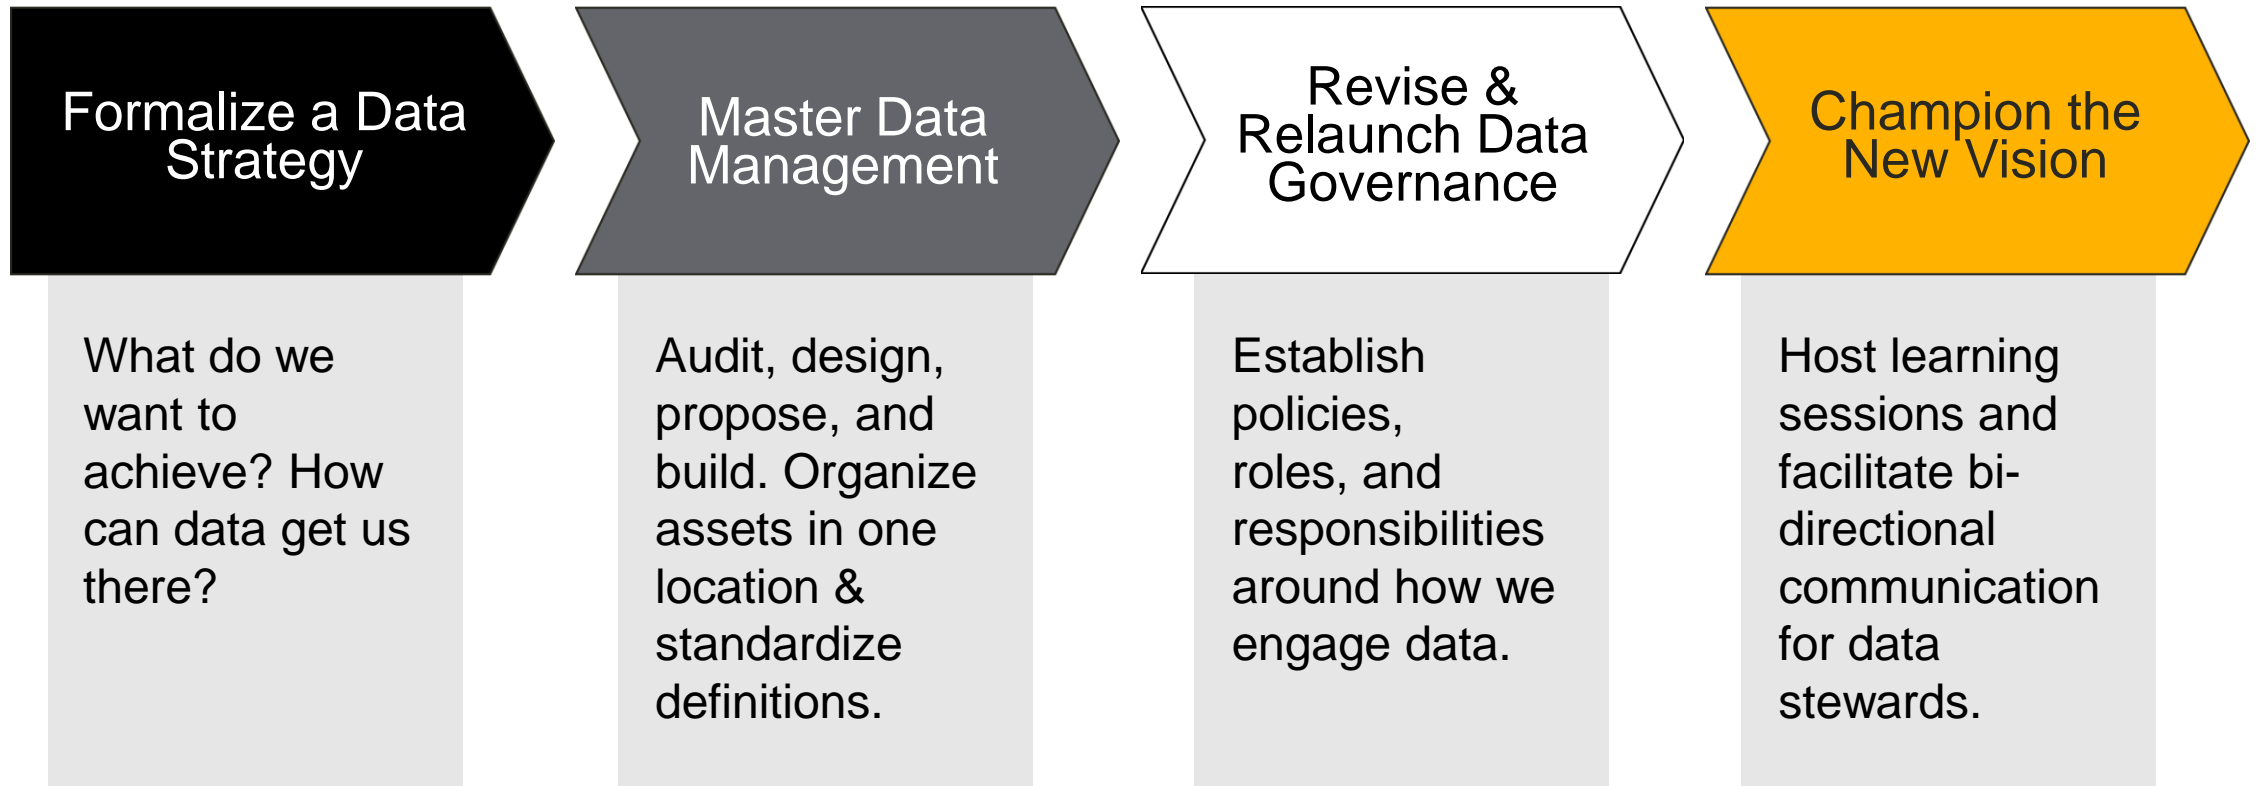 Formalize a Data
Strategy
What do we
want to
achieve? How
can data get us
there?
Master Data
Management
Audit, design,
propose, and
build. Organize
assets in one
location &
standardize
definitions.
Revise &
Relaunch Data
Governance
Establish
policies,
roles, and
responsibilities
around how we
engage data.
Champion the
New Vision
Host learning
sessions and
facilitate bi-
directional
communication
for data
stewards.